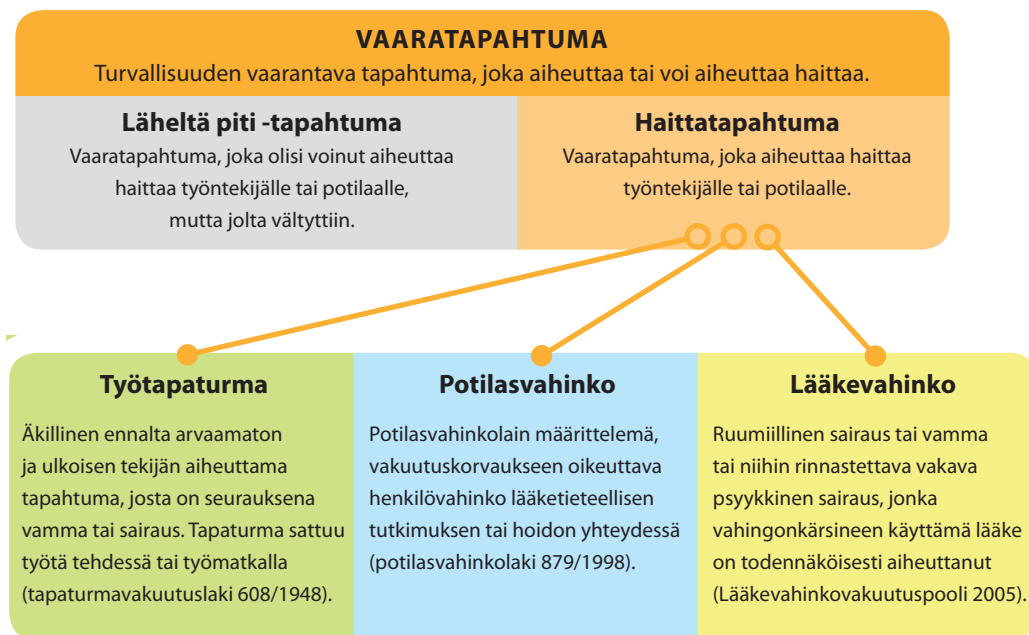 VAARATAPAHTUMA
Turvallisuuden vaarantava tapahtuma, joka aiheuttaa tai voi aiheuttaa haittaa.
Läheltä piti -tapahtuma
Vaaratapahtuma, joka olisi voinut aiheuttaa
haittaa työntekijälle tai potilaalle,
mutta jolta vältyttiin.
Haittatapahtuma
Vaaratapahtuma, joka aiheuttaa haittaa
työntekijälle tai potilaalle.
Työtapaturma
Äkillinen ennalta arvaamaton
ja ulkoisen tekijän aiheuttama
tapahtuma, josta on seurauksena
vamma tai sairaus. Tapaturma sattuu
työtä tehdessä tai työmatkalla
(tapaturmavakuutuslaki 608/1948).
Potilasvahinko
Potilasvahinkolain määrittelemä,
vakuutuskorvaukseen oikeuttava
henkilövahinko lääketieteellisen
tutkimuksen tai hoidon yhteydessä
(potilasvahinkolaki 879/1998).
Lääkevahinko
Ruumiillinen sairaus tai vamma
tai niihin rinnastettava vakava
psyykkinen sairaus, jonka
vahingonkärsineen käyttämä lääke
on todennäköisesti aiheuttanut
(Lääkevahinkovakuutuspooli 2005).